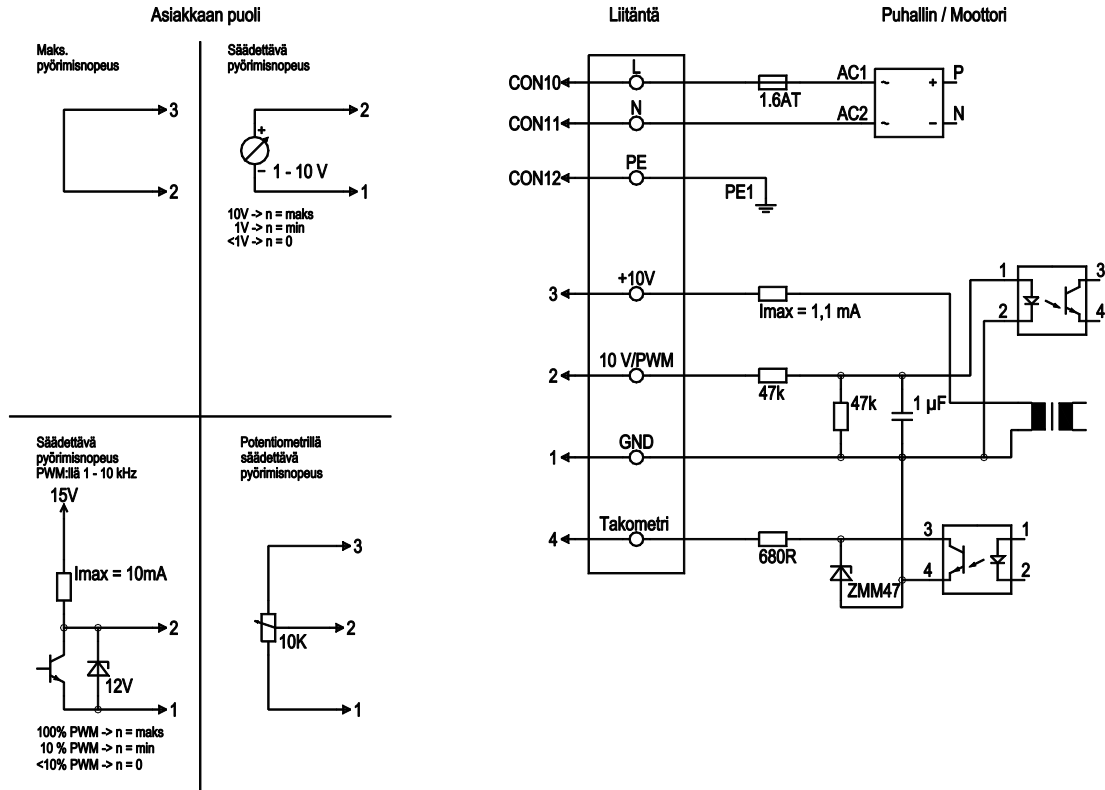 Asiakkaan puoli
Liitäntä
Puhallin / Moottori
Maks.
pyörimisnopeus
3
2
Säädettävä
pyörimisnopeus
2
+
–
1 - 10 V
1
10V -> n = maks
1V -> n = min
<1V -> n = 0
Säädettävä
pyörimisnopeus
PWM:llä 1 - 10 kHz
15V
Imax = 10mA
2
12V
1
100% PWM -> n = maks
10 % PWM -> n = min
<10% PWM -> n = 0
Potentiometrillä
säädettävä
pyörimisnopeus
3
2
10K
1
CON10
L
1.6AT
AC1
~
+
P
CON11
N
AC2
~
–
N
CON12
PE
PE1
3
+10V
Imax = 1,1 mA
1
2
3
4
2
10 V/PWM
47k
47k
1 µF
1
GND
4
Takometri
680R
ZMM47
3
4
1
2